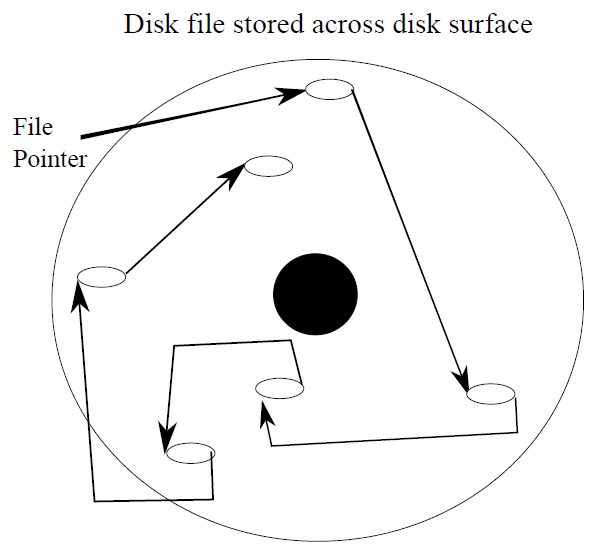 Disk file stored across disk surface
File
Pointer